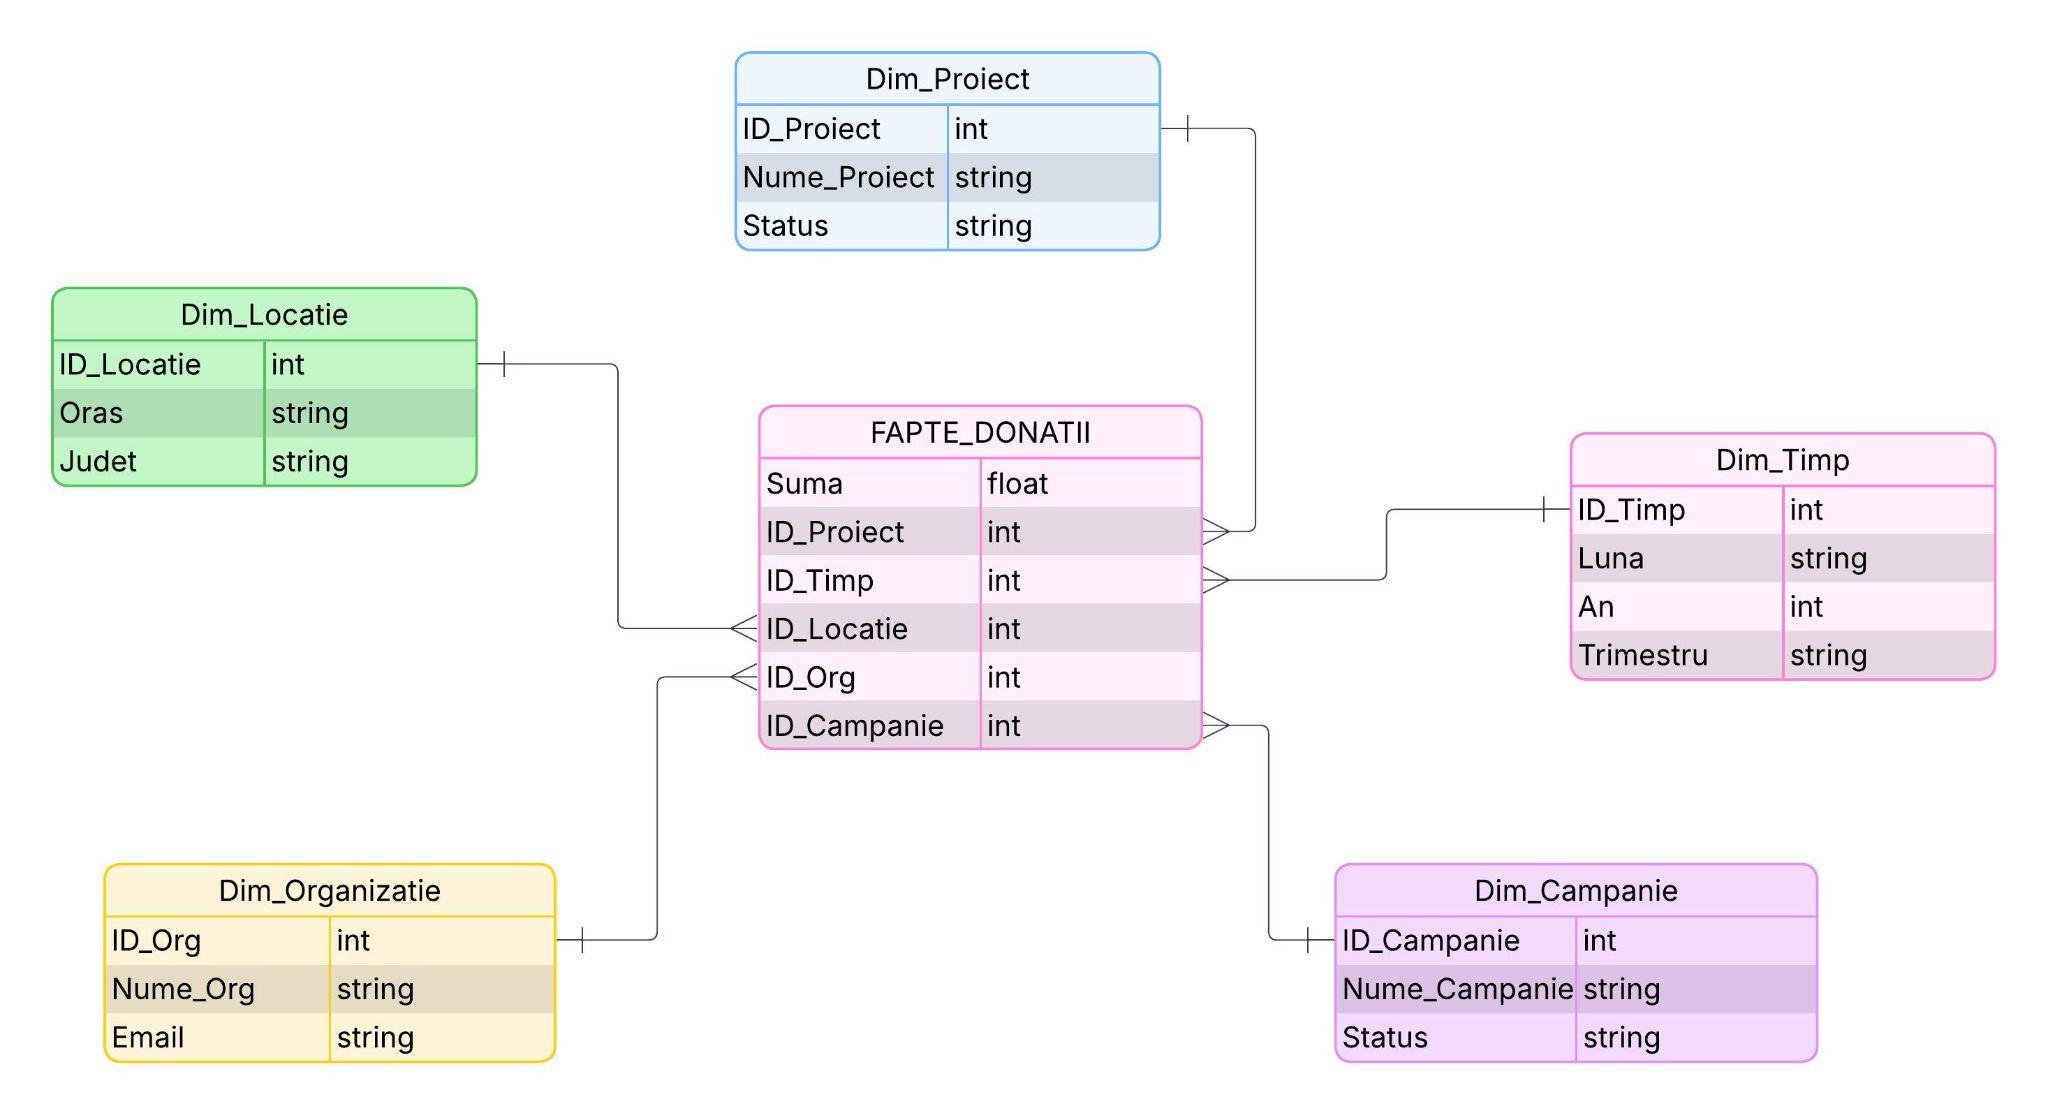 Dim_Proiect
ID_Proiect int
Nume_Proiect string
Status string
Dim_Locatie
ID_Locatie int
Oras string
Judet string
FAPTE_DONATII
Suma float
ID_Proiect int
ID_Timp int
ID_Locatie int
ID_Org int
ID_Campanie int
Dim_Timp
ID_Timp int
Luna string
An int
Trimestru string
Dim_Organizatie
ID_Org int
Nume_Org string
Email string
Dim_Campanie
ID_Campanie int
Nume_Campanie string
Status string